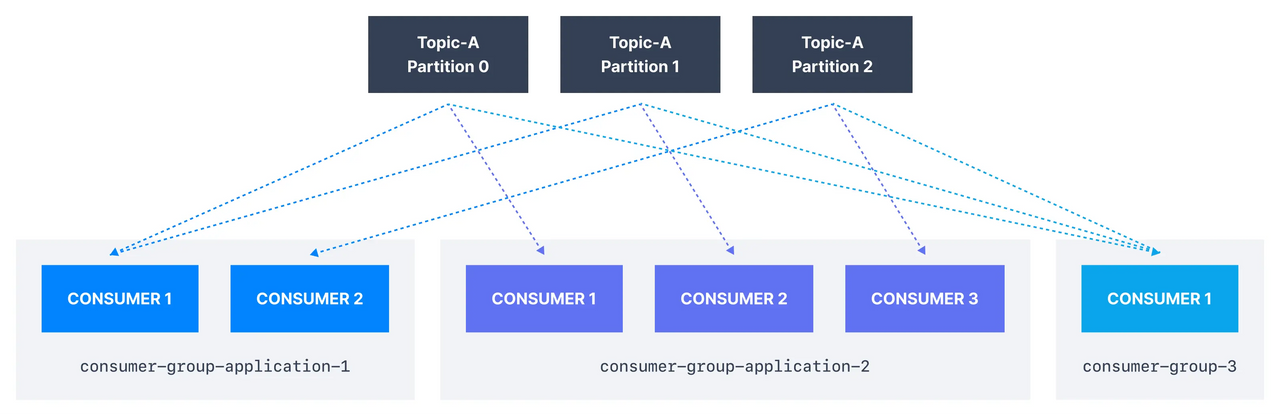 Topic-A
Partition 0
Topic-A
Partition 1
Topic-A
Partition 2
CONSUMER 1
CONSUMER 2
consumer-group-application-1
CONSUMER 1
CONSUMER 2
CONSUMER 3
consumer-group-application-2
CONSUMER 1
consumer-group-3